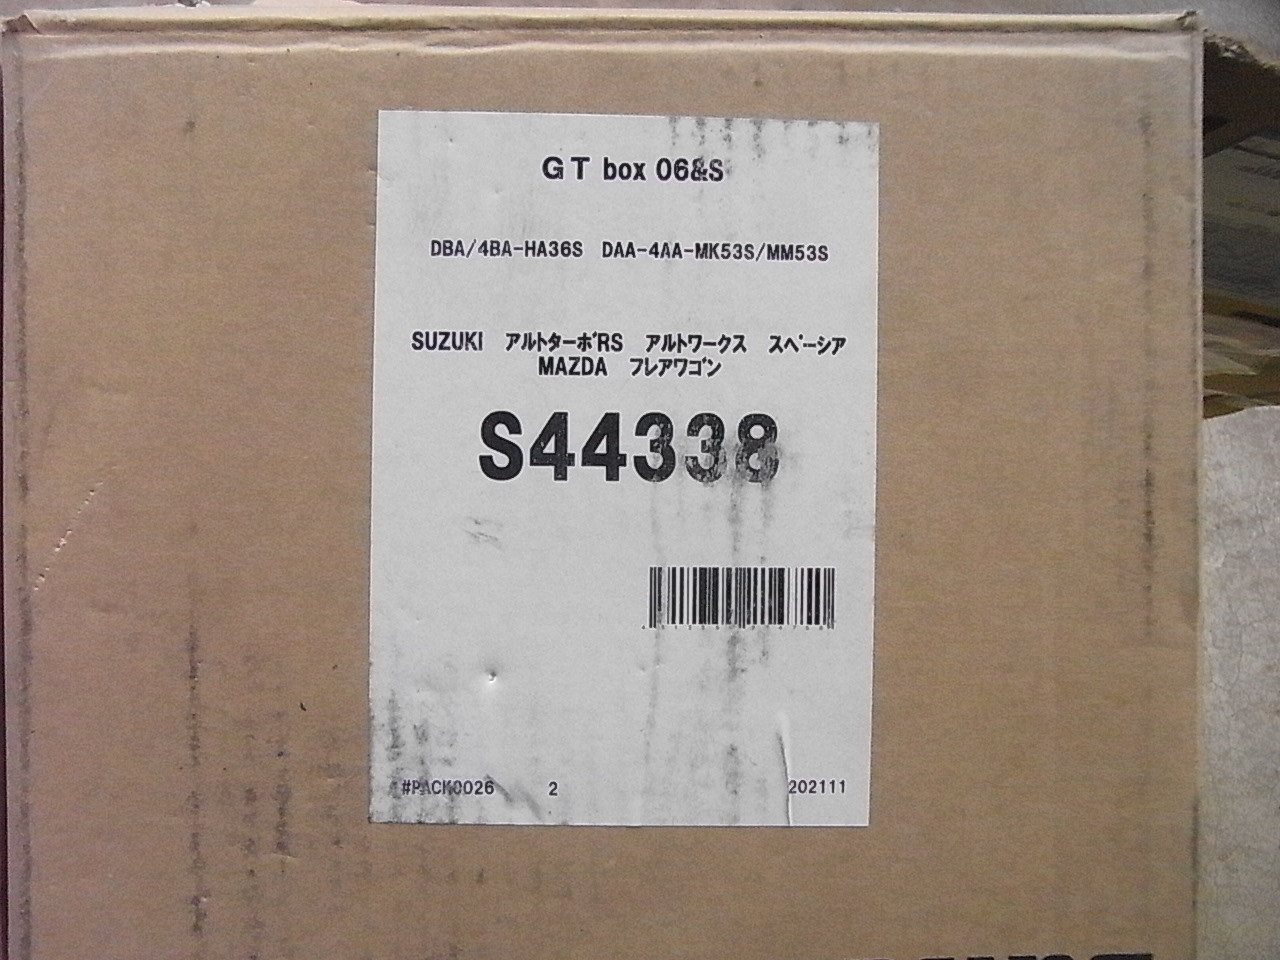 GT box 06&S
DBA/4BA-HA36S DAA-4AA-MK53S/MM53S
SUZUKI アルトターボRS アルトワークス スペーシア
MAZDA フレアワゴン
S44338
#PACK0026 2 202111